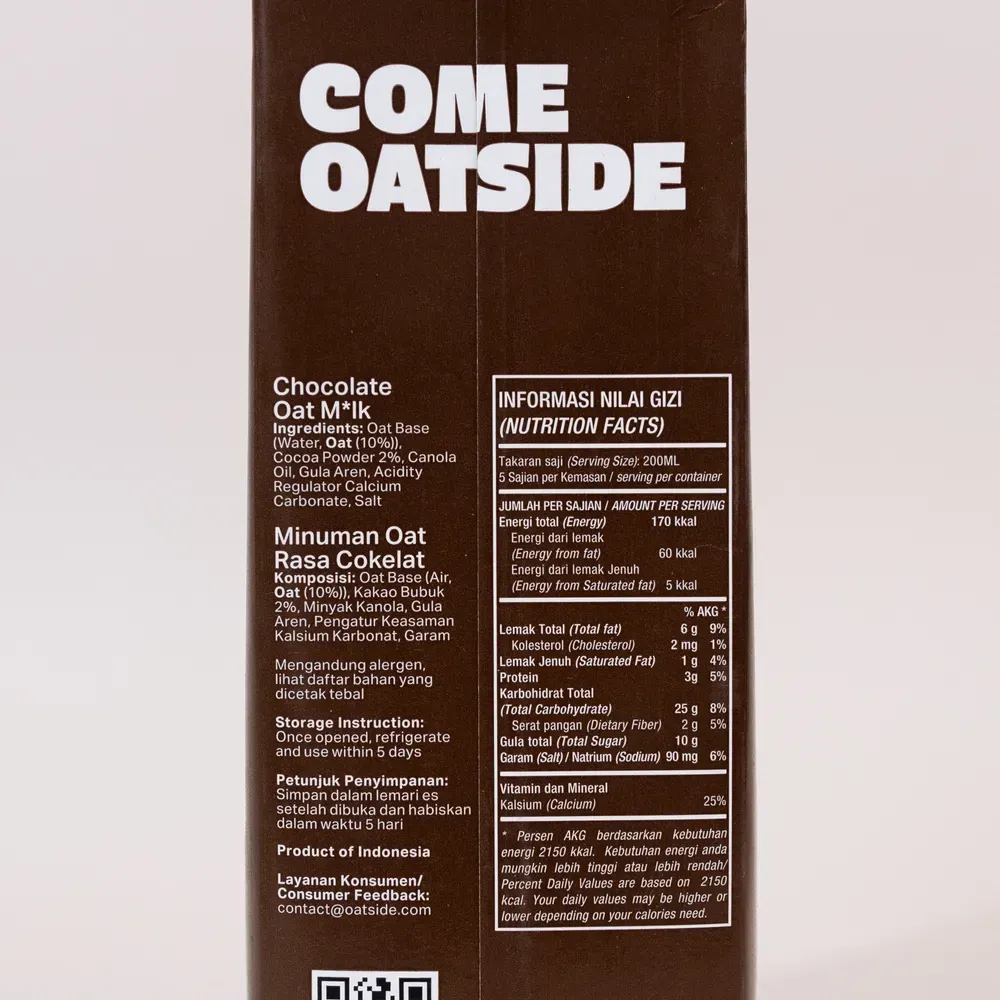 COME
OATSIDE
Chocolate
Oat M*lk
Ingredients: Oat Base
(Water, Oat (10%)),
Cocoa Powder 2%, Canola
Oil, Gula Aren, Acidity
Regulator Calcium
Carbonate, Salt
Minuman Oat
Rasa Cokelat
Komposisi: Oat Base (Air,
Oat (10%)), Kakao Bubuk
2%, Minyak Kanola, Gula
Aren, Pengatur Keasaman
Kalsium Karbonat, Garam
Mengandung alergen,
lihat daftar bahan yang
dicetak tebal
Storage Instruction:
Once opened, refrigerate
and use within 5 days
Petunjuk Penyimpanan:
Simpan dalam lemari es
setelah dibuka dan habiskan
dalam waktu 5 hari
Product of Indonesia
Layanan Konsumen/
Consumer Feedback:
contact@oatside.com
INFORMASI NILAI GIZI
(NUTRITION FACTS)
Takaran saji (Serving Size): 200ML
5 Sajian per Kemasan / serving per container
JUMLAH PER SAJIAN / AMOUNT PER SERVING
Energi total (Energy) 170 kkal
Energi dari lemak
(Energy from fat) 60 kkal
Energi dari lemak Jenuh
(Energy from Saturated fat) 5 kkal
% AKG *
Lemak Total (Total fat) 6 g 9%
Kolesterol (Cholesterol) 2 mg 1%
Lemak Jenuh (Saturated Fat) 1 g 4%
Protein 3g 5%
Karbohidrat Total
(Total Carbohydrate) 25 g 8%
Serat pangan (Dietary Fiber) 2 g 5%
Gula total (Total Sugar) 10 g
Garam (Salt) / Natrium (Sodium) 90 mg 6%
Vitamin dan Mineral
Kalsium (Calcium) 25%
* Persen AKG berdasarkan kebutuhan
energi 2150 kkal. Kebutuhan energi anda
mungkin lebih tinggi atau lebih rendah/
Percent Daily Values are based on 2150
kcal. Your daily values may be higher or
lower depending on your calories need.